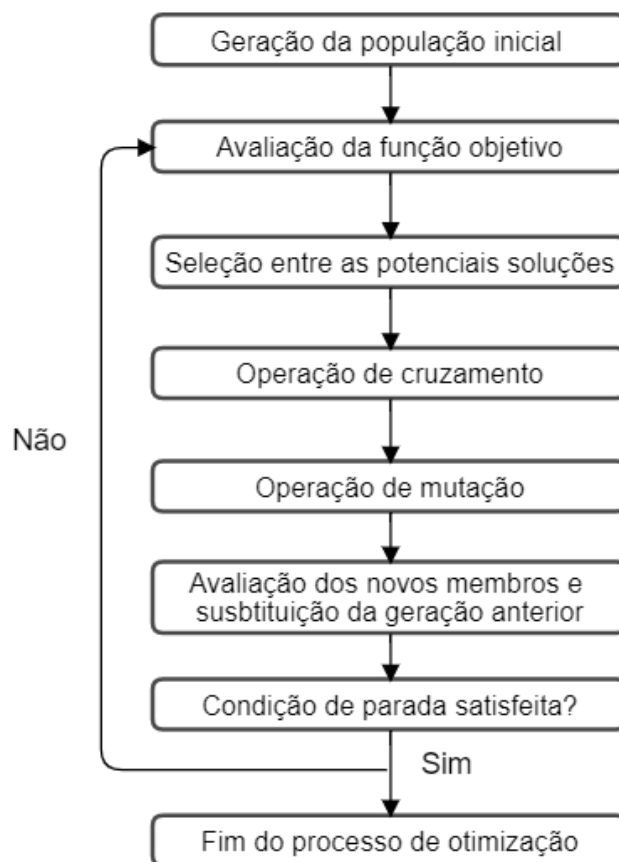 Geração da população inicial
Avaliação da função objetivo
Seleção entre as potenciais soluções
Operação de cruzamento
Não
Operação de mutação
Avaliação dos novos membros e
susbtituição da geração anterior
Condição de parada satisfeita?
Sim
Fim do processo de otimização